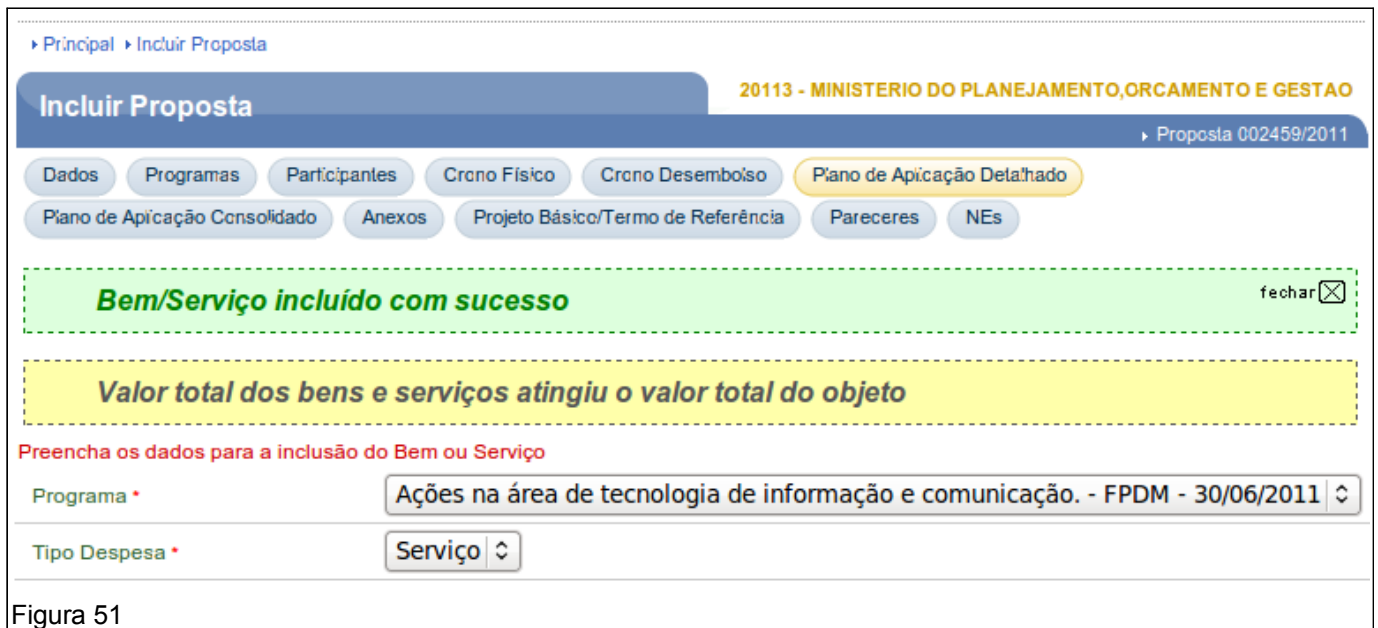 Principal Incluir Proposta
20113 - MINISTERIO DO PLANEJAMENTO,ORCAMENTO E GESTAO
Incluir Proposta
Proposta 002459/2011
Dados Programas Participantes Crono Físico Crono Desembolso Plano de Aplicação Detalhado
Plano de Aplicação Consolidado Anexos Projeto Básico/Termo de Referência Pareceres NEs
Bem/Serviço incluído com sucesso fechar
Valor total dos bens e serviços atingiu o valor total do objeto
Preencha os dados para a inclusão do Bem ou Serviço
Programa * Ações na área de tecnologia de informação e comunicação. - FPDM - 30/06/2011
Tipo Despesa * Serviço
Figura 51